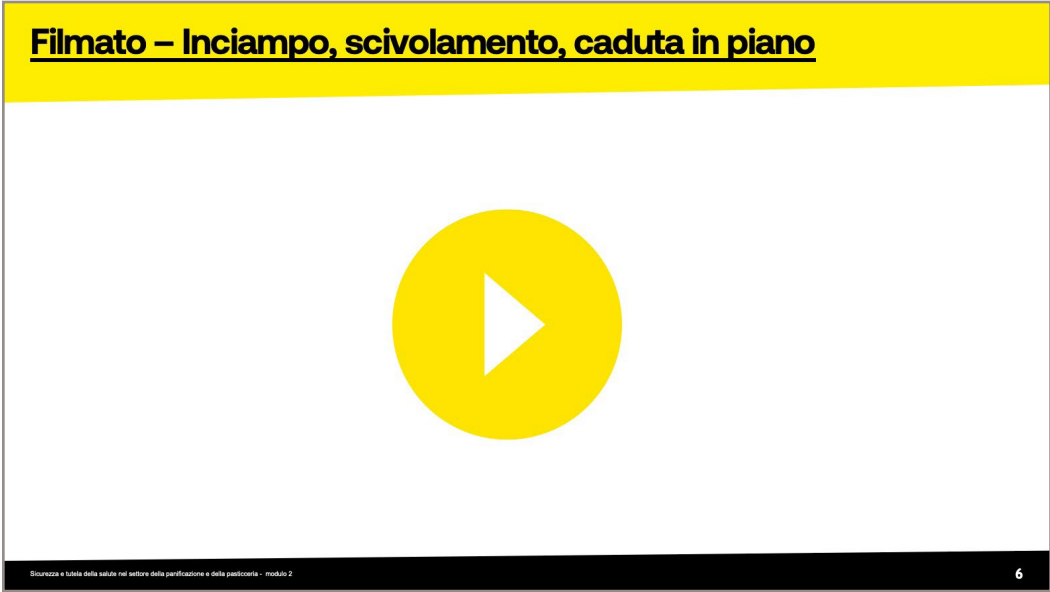 Filmato – Inciampo, scivolamento, caduta in piano
Sicurezza e tutela della salute nel settore della panificazione e della pasticceria - modulo 2
6